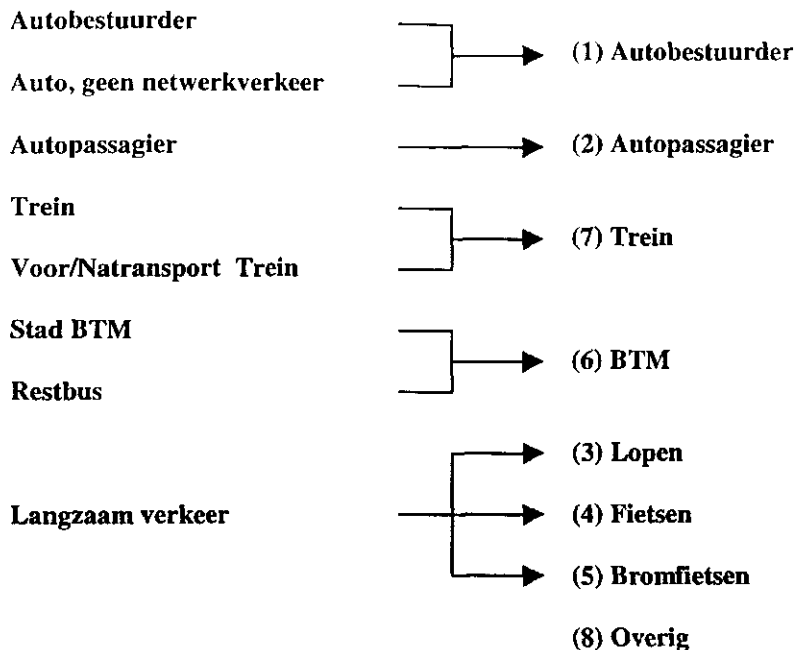 Autobestuurder
(1) Autobestuurder
Auto, geen netwerkverkeer
Autopassagier
(2) Autopassagier
Trein
(7) Trein
Voor/Natransport Trein
Stad BTM
(6) BTM
Restbus
(3) Lopen
Langzaam verkeer
(4) Fietsen
(5) Bromfietsen
(8) Overig